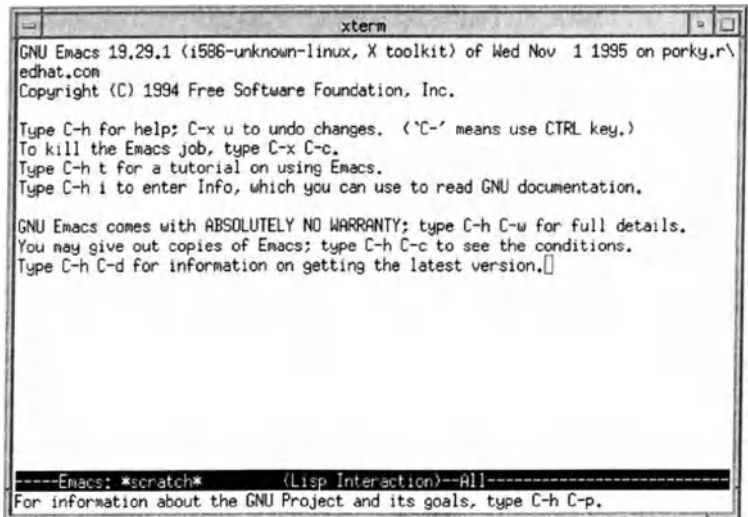 xterm
GNU Emacs 19.29.1 (i586-unknown-linux, X toolkit) of Wed Nov  1 1995 on porky.r\
edhat.com
Copyright (C) 1994 Free Software Foundation, Inc.
Type C-h for help; C-x u to undo changes.  (`C-' means use CTRL key.)
To kill the Emacs job, type C-x C-c.
Type C-h t for a tutorial on using Emacs.
Type C-h i to enter Info, which you can use to read GNU documentation.
GNU Emacs comes with ABSOLUTELY NO WARRANTY; type C-h C-w for full details.
You may give out copies of Emacs; type C-h C-c to see the conditions.
Type C-h C-d for information on getting the latest version.
-----Emacs: *scratch*          (Lisp Interaction)--All---------------------------
For information about the GNU Project and its goals, type C-h C-p.